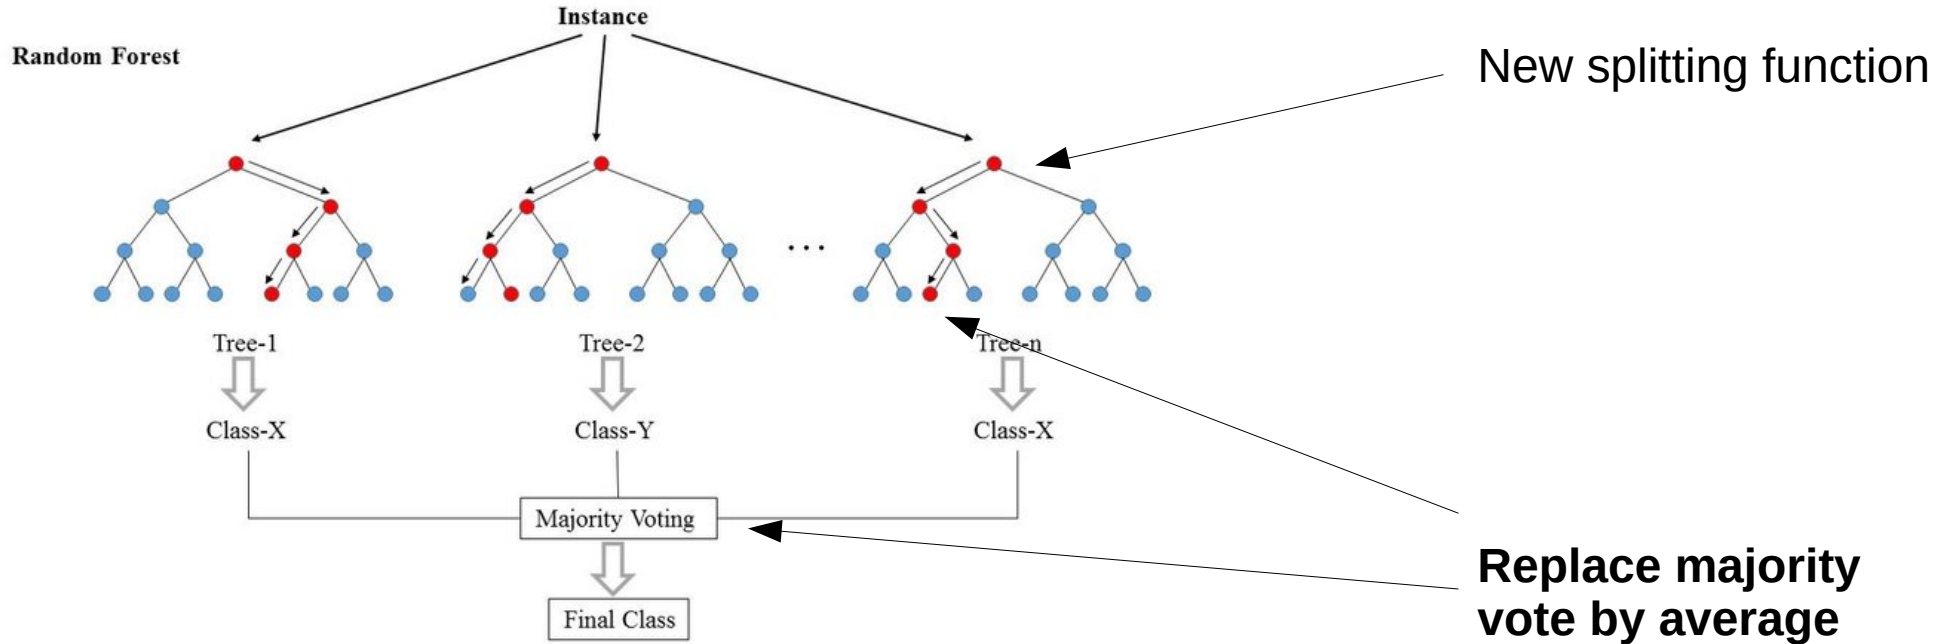 Instance
Random Forest
New splitting function
...
Tree-1
Tree-2
Tree-n
Class-X
Class-Y
Class-X
Majority Voting
Final Class
Replace majority
vote by average